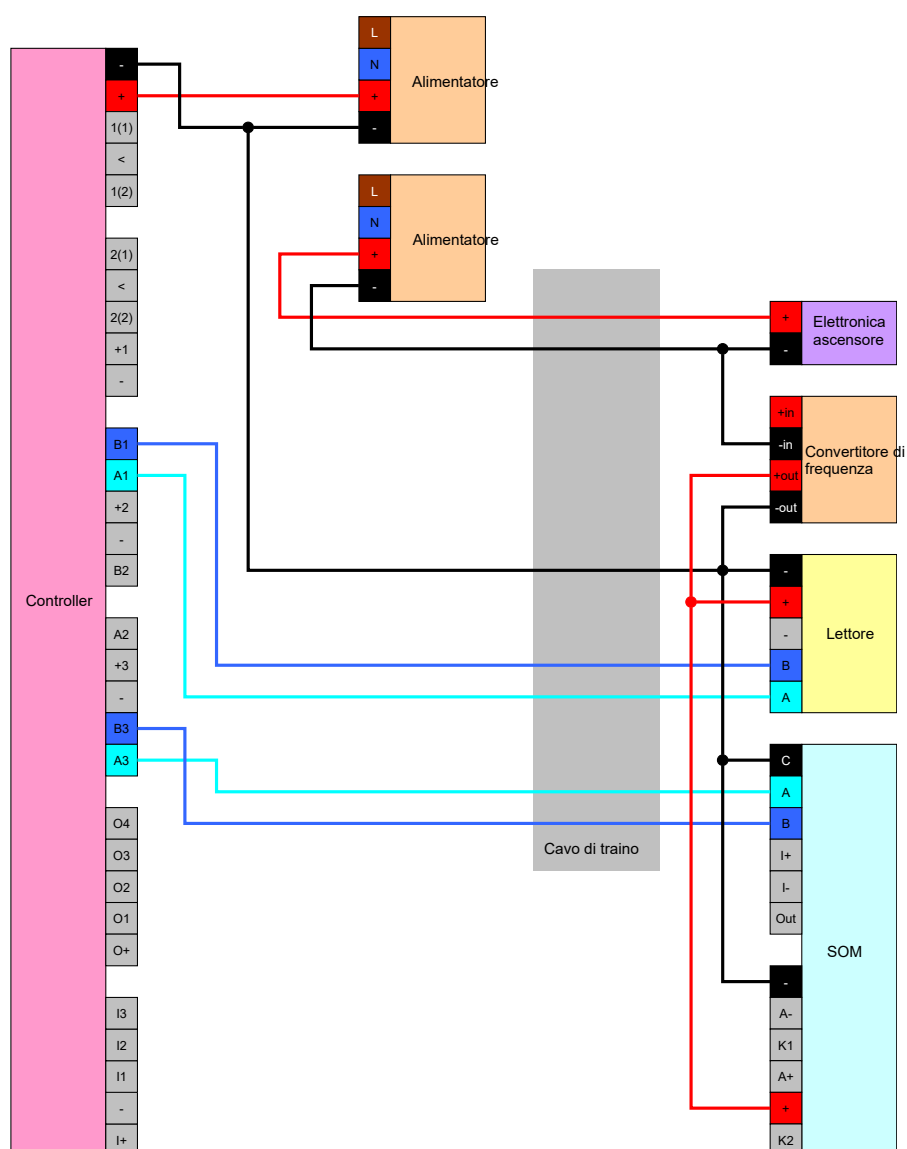 Controller
-
+
1(1)
<
1(2)
2(1)
<
2(2)
+1
-
B1
A1
+2
-
B2
A2
+3
-
B3
A3
O4
O3
O2
O1
O+
I3
I2
I1
-
I+
L
N
+
-
Alimentatore
L
N
+
-
Alimentatore
Cavo di traino
+
-
Elettronica
ascensore
+in
-in
+out
-out
Convertitore di
frequenza
-
+
-
B
A
Lettore
C
A
B
I+
I-
Out
SOM
-
A-
K1
A+
+
K2